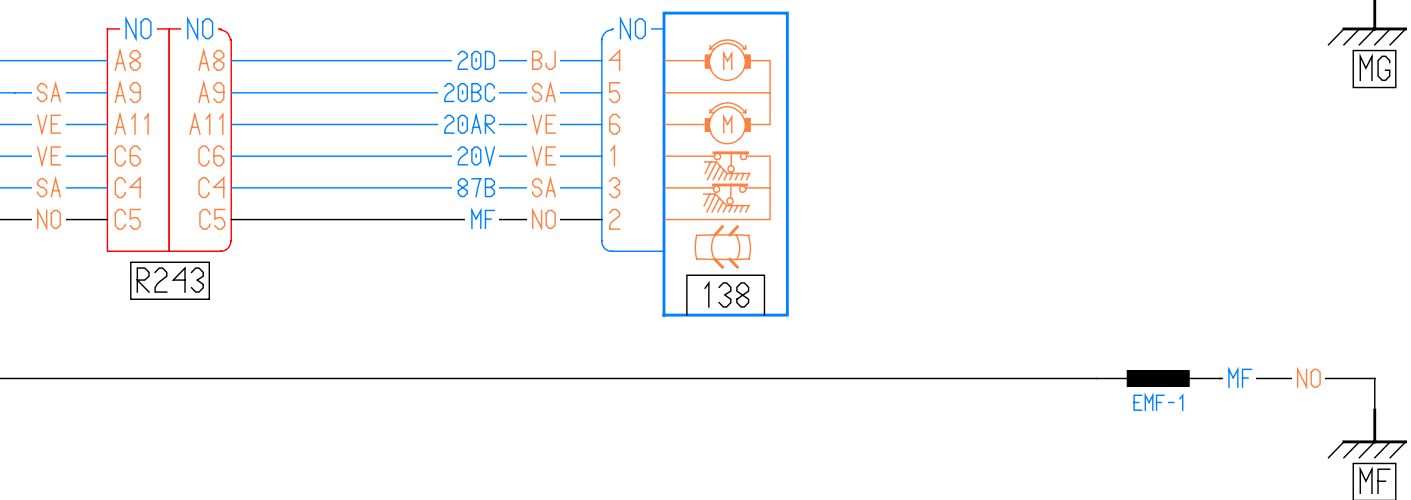 NO NO NO
A8 A8 20D BJ 4 M
SA A9 A9 20BC SA 5
VE A11 A11 20AR VE 6 M
VE C6 C6 20V VE 1
SA C4 C4 87B SA 3
NO C5 C5 MF NO 2
R243
138
MG
MF NO
EMF-1
MF